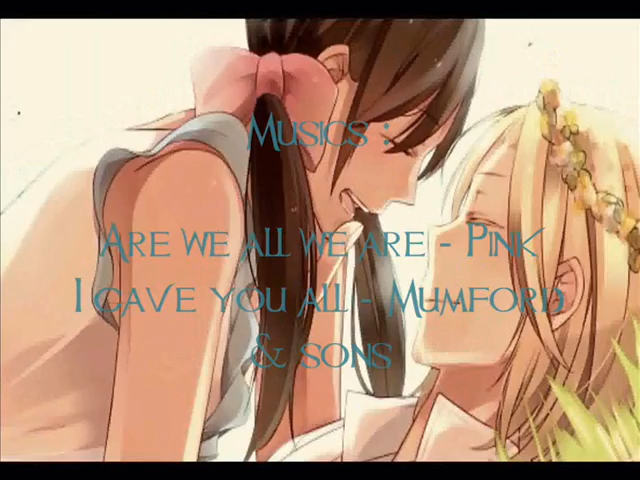 Musics :
Are we all we are - Pink
I gave you all - Mumford
& sons